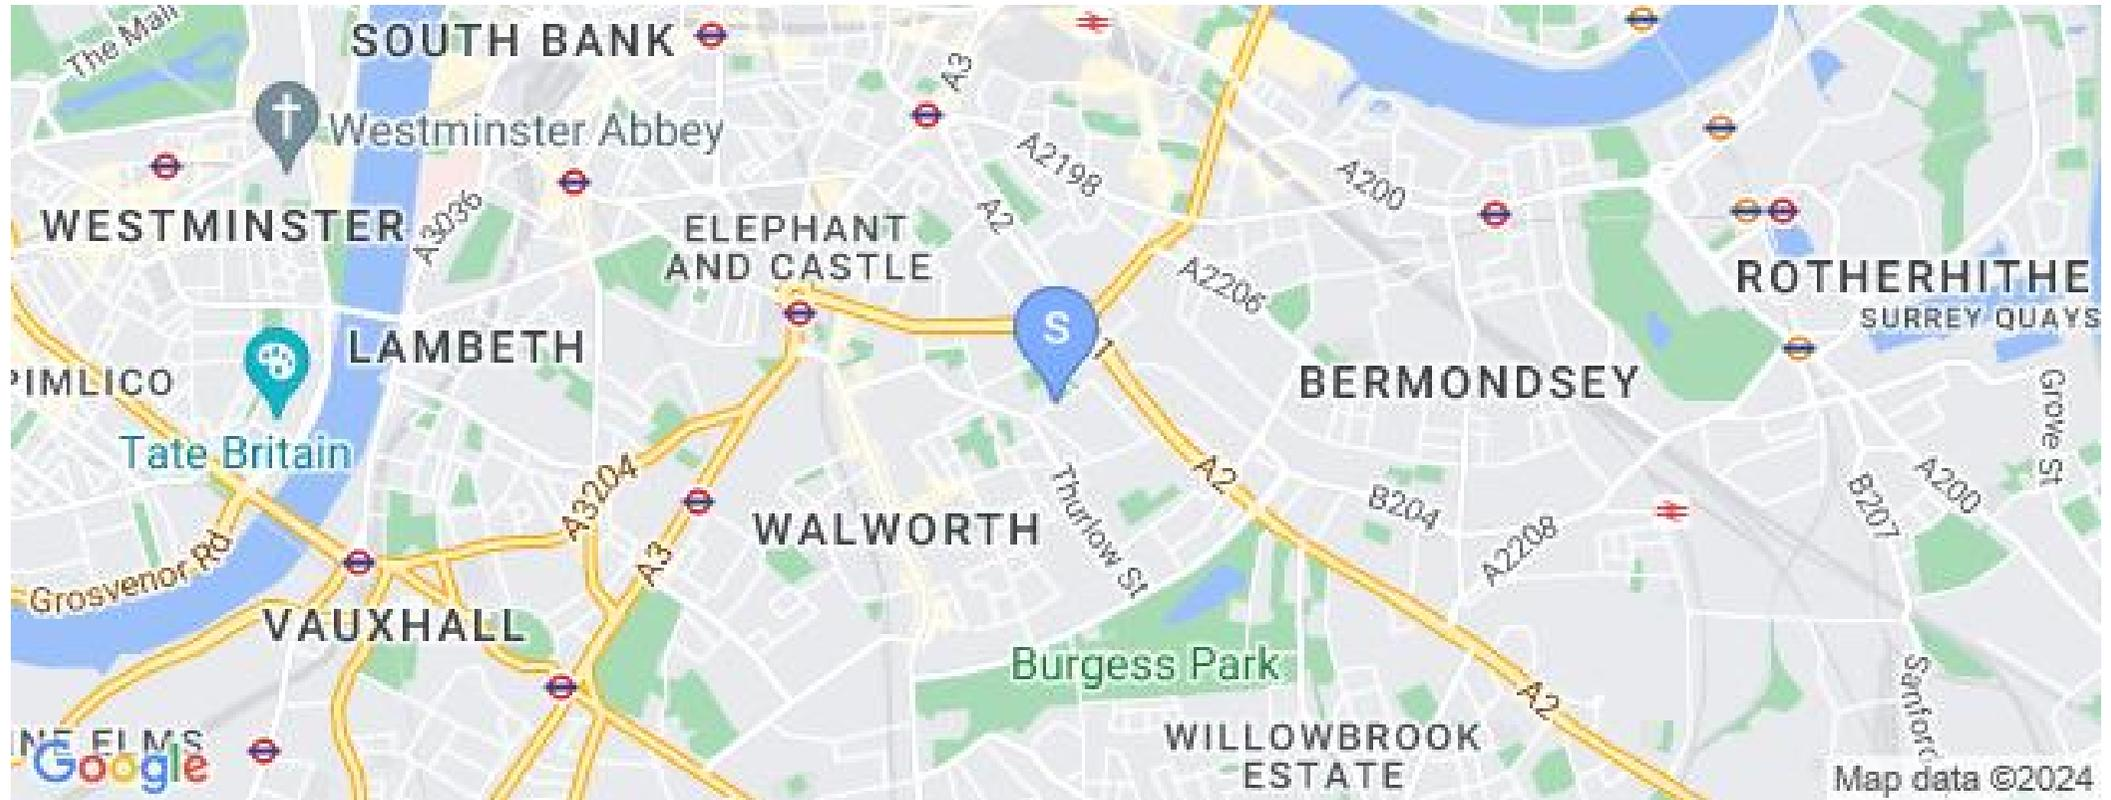 The Mall
SOUTH BANK
A3
Westminster Abbey
A2198
A200
WESTMINSTER
A3036
ELEPHANT
AND CASTLE
A2
A2206
ROTHERHITHE
SURREY QUAYS
S
LAMBETH
PIMLICO
BERMONDSEY
Grove St
Tate Britain
A3204
A2
Thurlow St
B204
B207
A200
WALWORTH
A2208
Grosvenor Rd
A3
VAUXHALL
Burgess Park
A2
Sanford
WILLOWBROOK
ESTATE
NE ELMS
Google
Map data ©2024